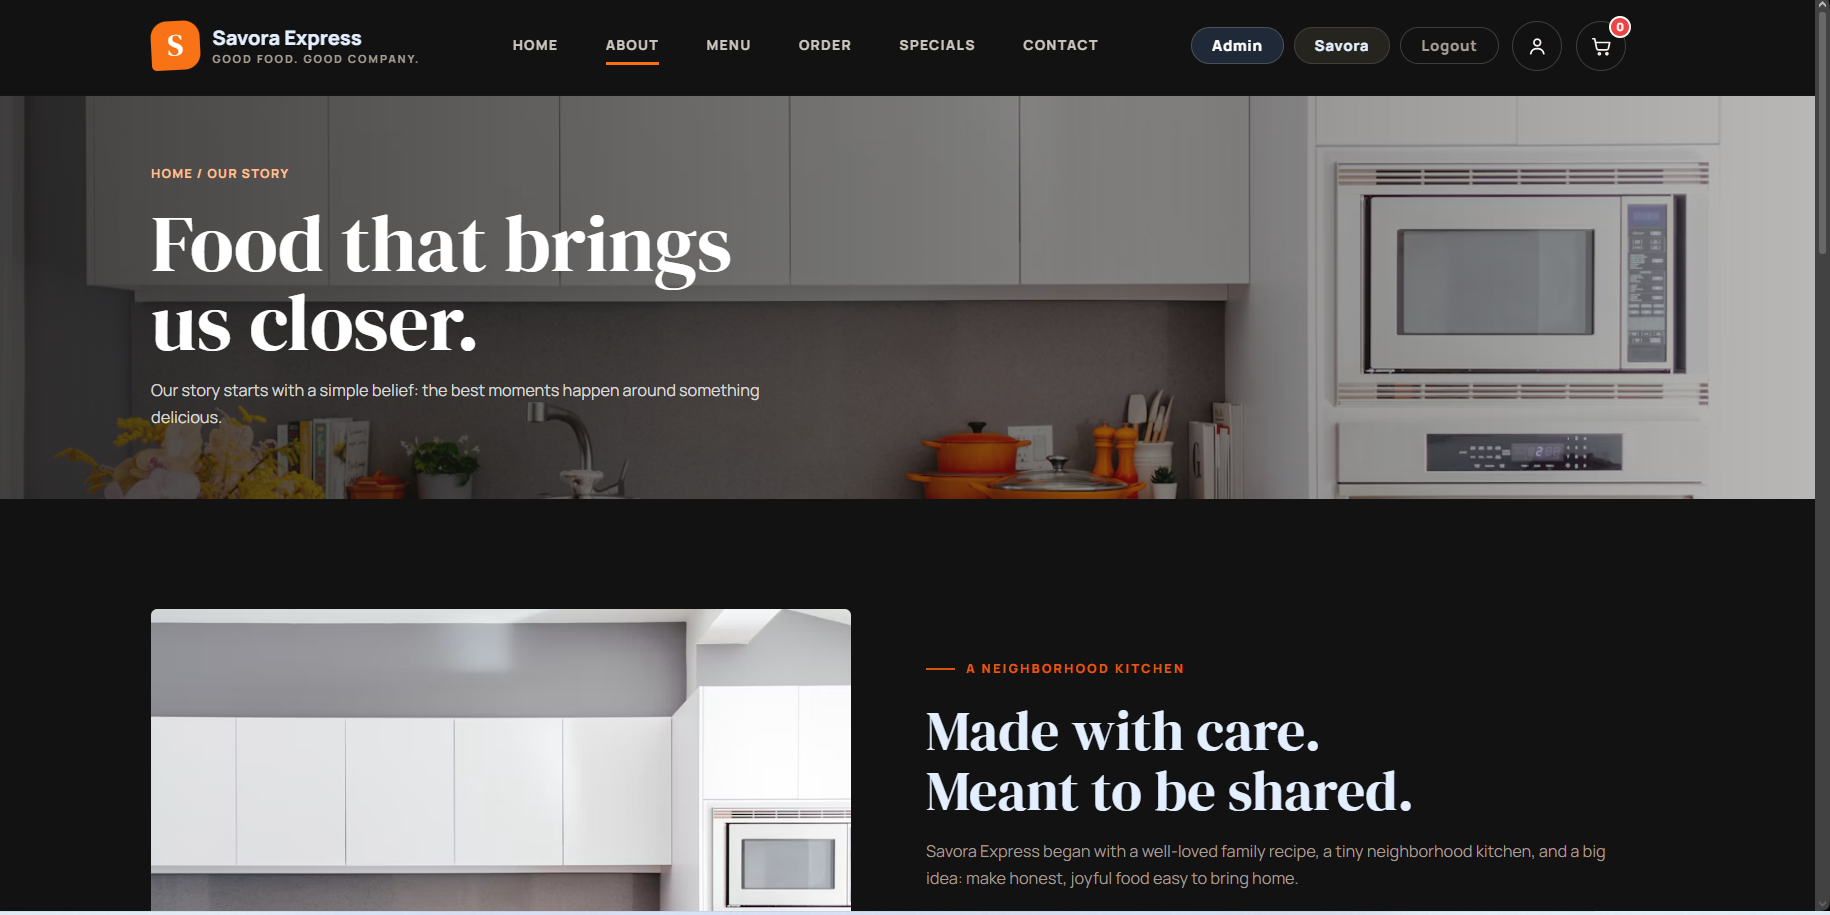 S
Savora Express
GOOD FOOD. GOOD COMPANY.
HOME
ABOUT
MENU
ORDER
SPECIALS
CONTACT
Admin
Savora
Logout
0
HOME / OUR STORY
Food that brings
us closer.
Our story starts with a simple belief: the best moments happen around something
delicious.
A NEIGHBORHOOD KITCHEN
Made with care.
Meant to be shared.
Savora Express began with a well-loved family recipe, a tiny neighborhood kitchen, and a big
idea: make honest, joyful food easy to bring home.